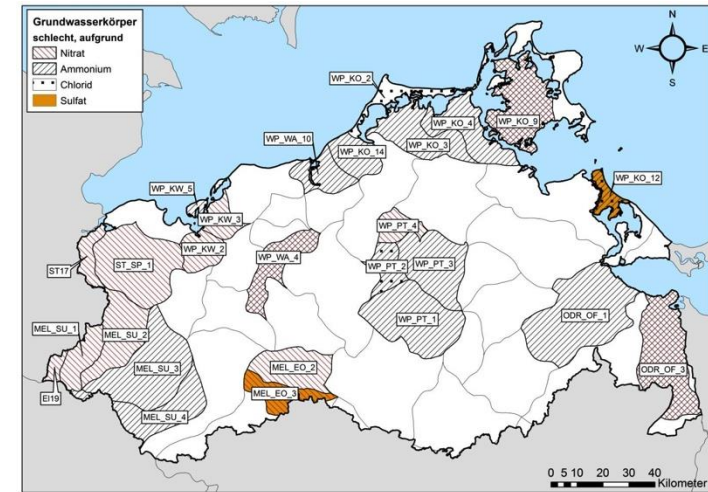 Grundwasserkörper
schlecht, aufgrund
Nitrat
Ammonium
Chlorid
Sulfat
N
W E
S
WP_KO_2
WP_KO_4
WP_KO_9
WP_WA_10
WP_KO_14
WP_KO_3
WP_KO_12
WP_KW_5
WP_KW_3
WP_PT_4
WP_KW_2
ST17
ST_SP_1
WP_WA_4
WP_PT_2
WP_PT_3
WP_PT_1
ODR_OF_1
MEL_SU_1
MEL_SU_2
MEL_SU_3
MEL_EO_2
ODR_OF_3
EI19
MEL_EO_3
MEL_SU_4
0 5 10 20 30 40
Kilometer